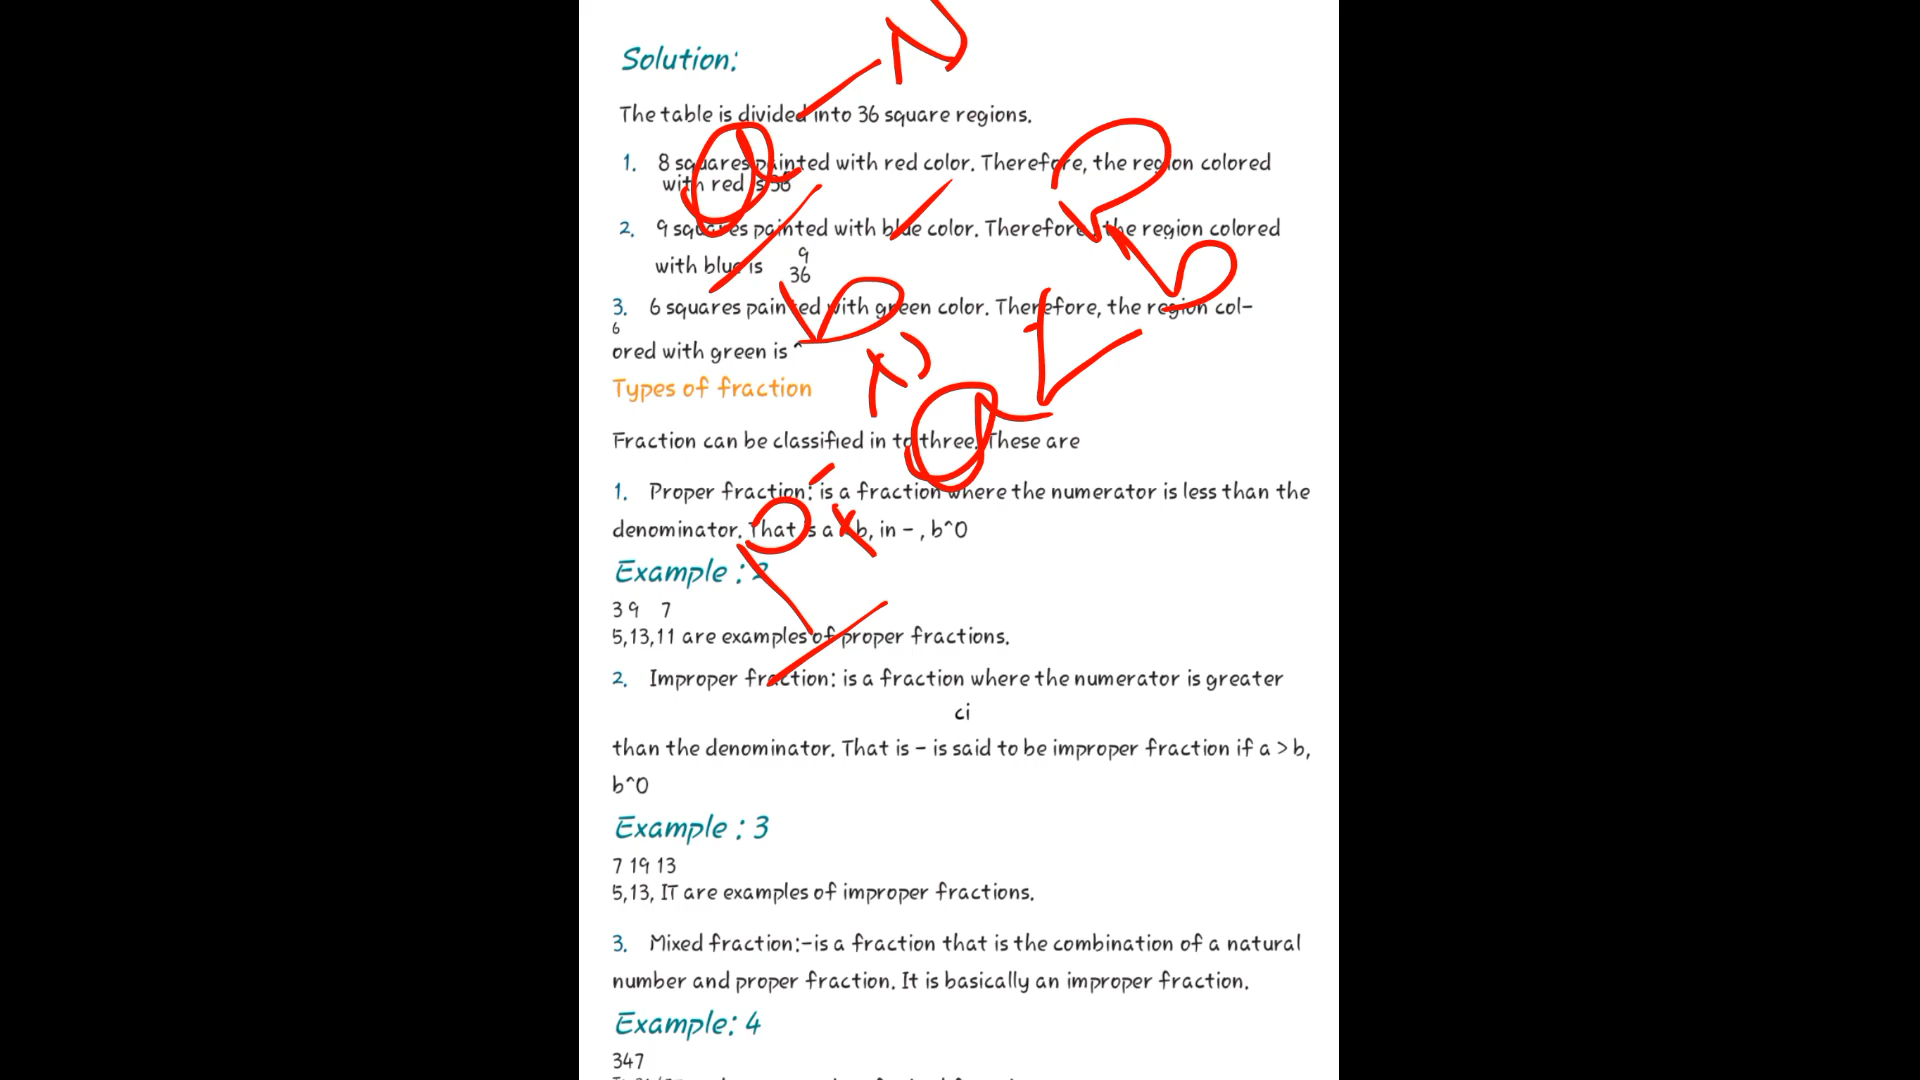 Solution:
The table is divided into 36 square regions.
1. 8 squares painted with red color. Therefore, the region colored
with red is 36
2. 9 squares painted with blue color. Therefore, the region colored
9
with blue is
36
3. 6 squares painted with green color. Therefore, the region col-
6
ored with green is ^
Types of fraction
Fraction can be classified in to three. These are
1. Proper fraction: is a fraction where the numerator is less than the
denominator. That is a b, in - , b^0
Example : 2
3 9 7
5,13,11 are examples of proper fractions.
2. Improper fraction: is a fraction where the numerator is greater
ci
than the denominator. That is - is said to be improper fraction if a > b,
b^0
Example : 3
7 19 13
5,13, IT are examples of improper fractions.
3. Mixed fraction:-is a fraction that is the combination of a natural
number and proper fraction. It is basically an improper fraction.
Example: 4
347